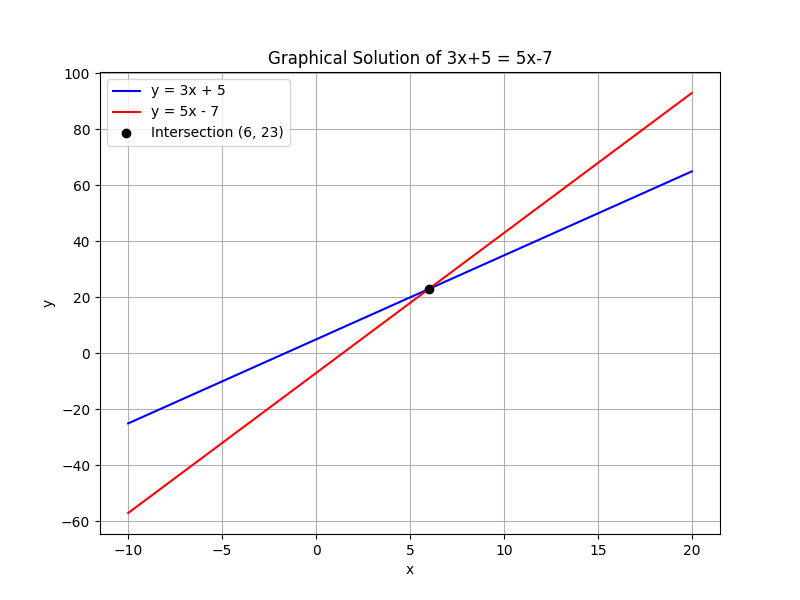 Graphical Solution of 3x+5 = 5x-7
y = 3x + 5
y = 5x - 7
Intersection (6, 23)
100
80
60
40
20
0
−20
−40
−60
y
−10 −5 0 5 10 15 20
x